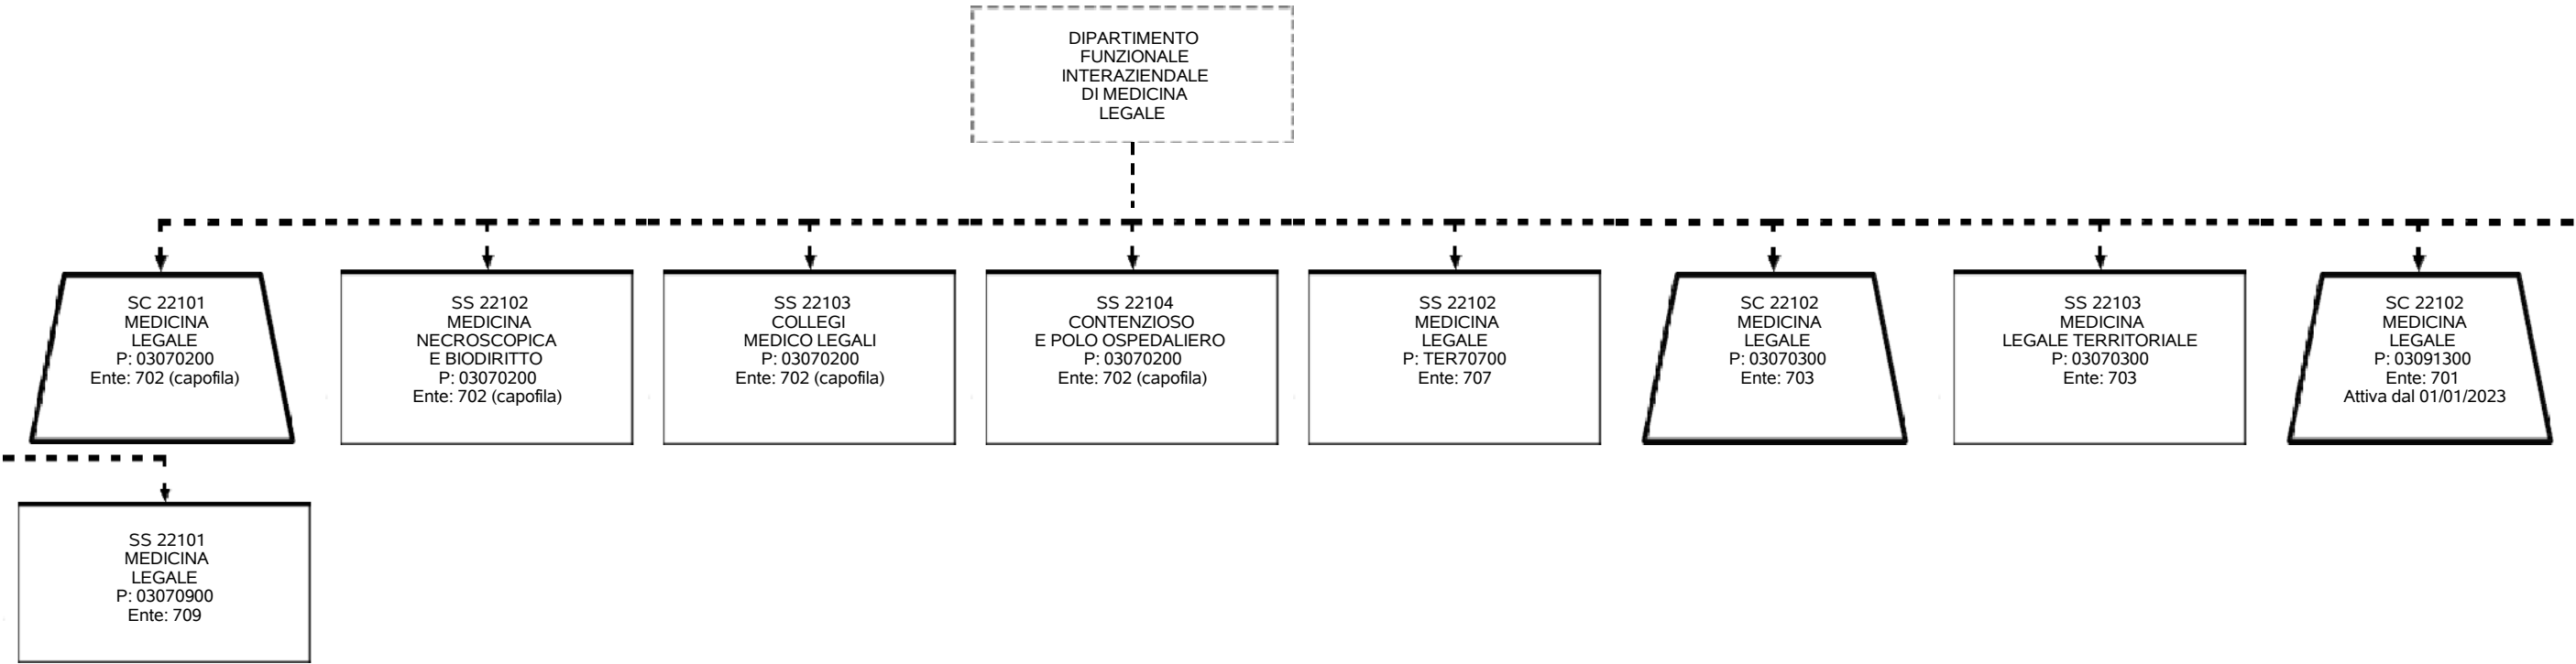 DIPARTIMENTO
FUNZIONALE
INTERAZIENDALE
DI MEDICINA
LEGALE
SC 22101
MEDICINA
LEGALE
P: 03070200
Ente: 702 (capofila)
SS 22102
MEDICINA
NECROSCOPICA
E BIODIRITTO
P: 03070200
Ente: 702 (capofila)
SS 22103
COLLEGI
MEDICO LEGALI
P: 03070200
Ente: 702 (capofila)
SS 22104
CONTENZIOSO
E POLO OSPEDALIERO
P: 03070200
Ente: 702 (capofila)
SS 22102
MEDICINA
LEGALE
P: TER70700
Ente: 707
SC 22102
MEDICINA
LEGALE
P: 03070300
Ente: 703
SS 22103
MEDICINA
LEGALE TERRITORIALE
P: 03070300
Ente: 703
SC 22102
MEDICINA
LEGALE
P: 03091300
Ente: 701
Attiva dal 01/01/2023
SS 22101
MEDICINA
LEGALE
P: 03070900
Ente: 709